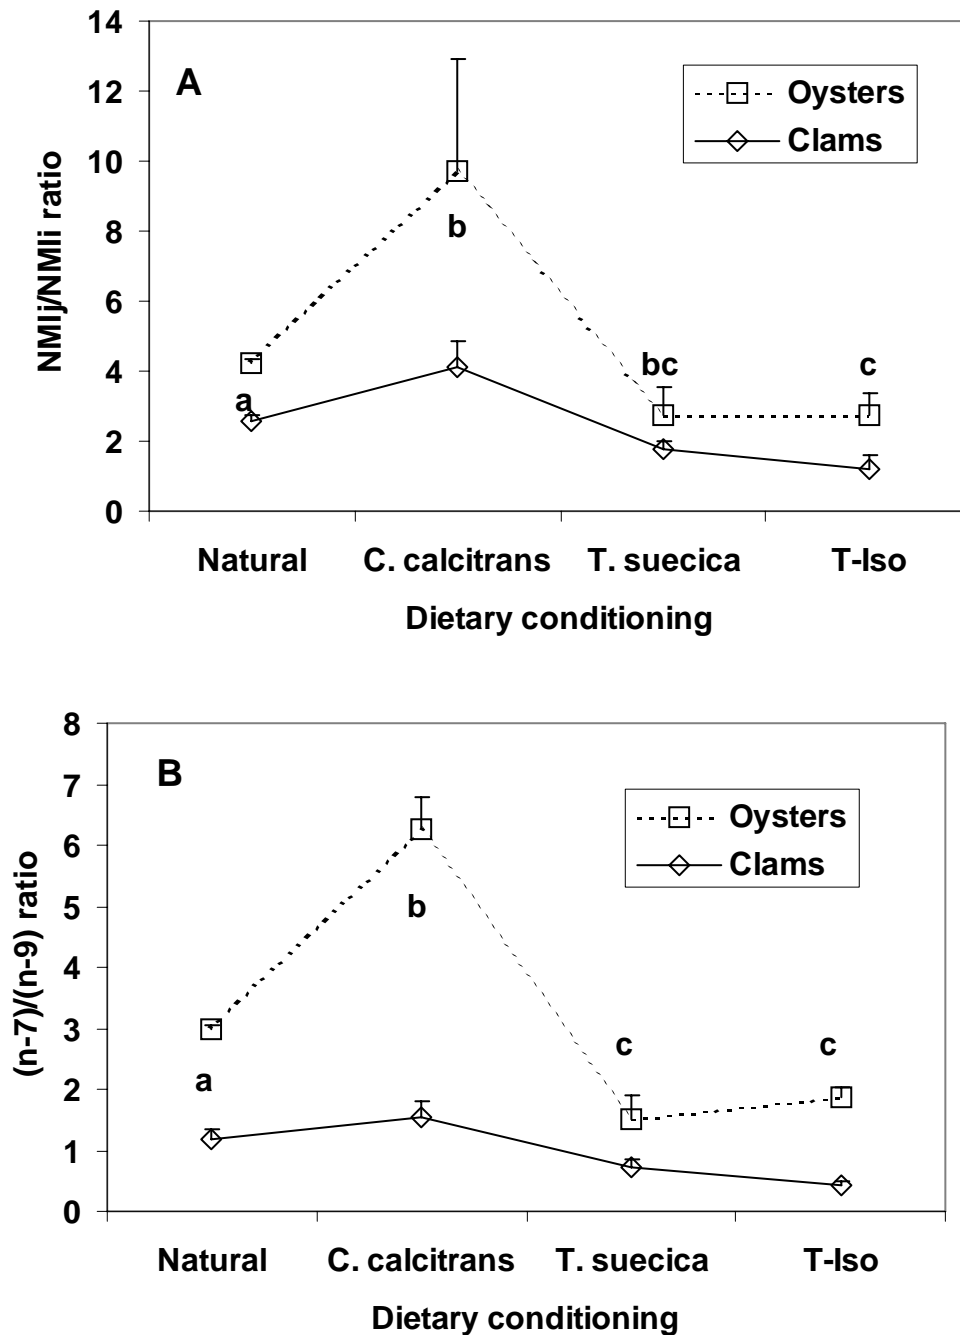 14
A
Oysters
Clams
12
10
8
6
4
2
0
NMIj/NMIi ratio
b
bc
c
a
Natural C. calcitrans T. suecica T-Iso
Dietary conditioning
8
B
7
Oysters
Clams
6
5
4
3
2
1
0
(n-7)/(n-9) ratio
b
c
c
a
Natural C. calcitrans T. suecica T-Iso
Dietary conditioning